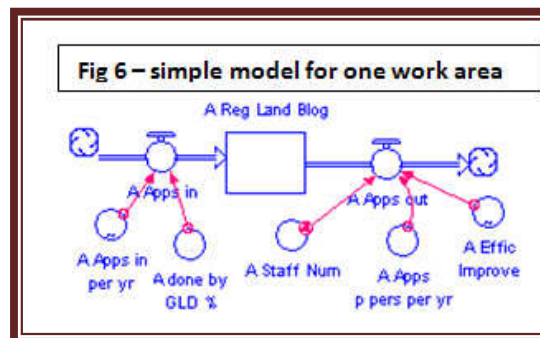 Fig 6 – simple model for one work area
A Reg Land Blog
A Apps in
A Apps out
A Apps in
per yr
A done by
GLD %
A Staff Num
A Apps
p pers per yr
A Effic
Improve